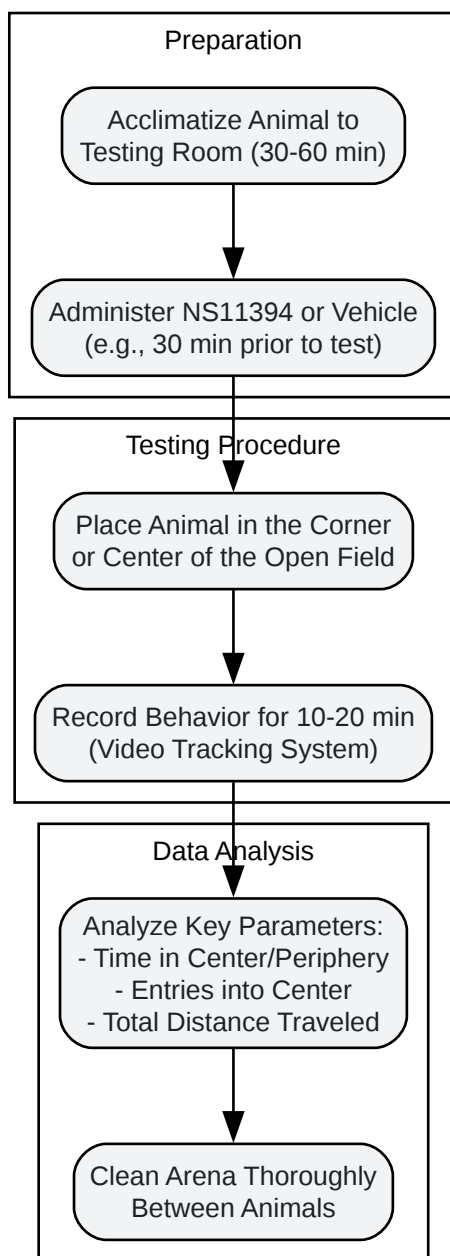 Preparation
Acclimatize Animal to
Testing Room (30-60 min)
Administer NS11394 or Vehicle
(e.g., 30 min prior to test)
Testing Procedure
Place Animal in the Corner
or Center of the Open Field
Record Behavior for 10-20 min
(Video Tracking System)
Data Analysis
Analyze Key Parameters:
- Time in Center/Periphery
- Entries into Center
- Total Distance Traveled
Clean Arena Thoroughly
Between Animals